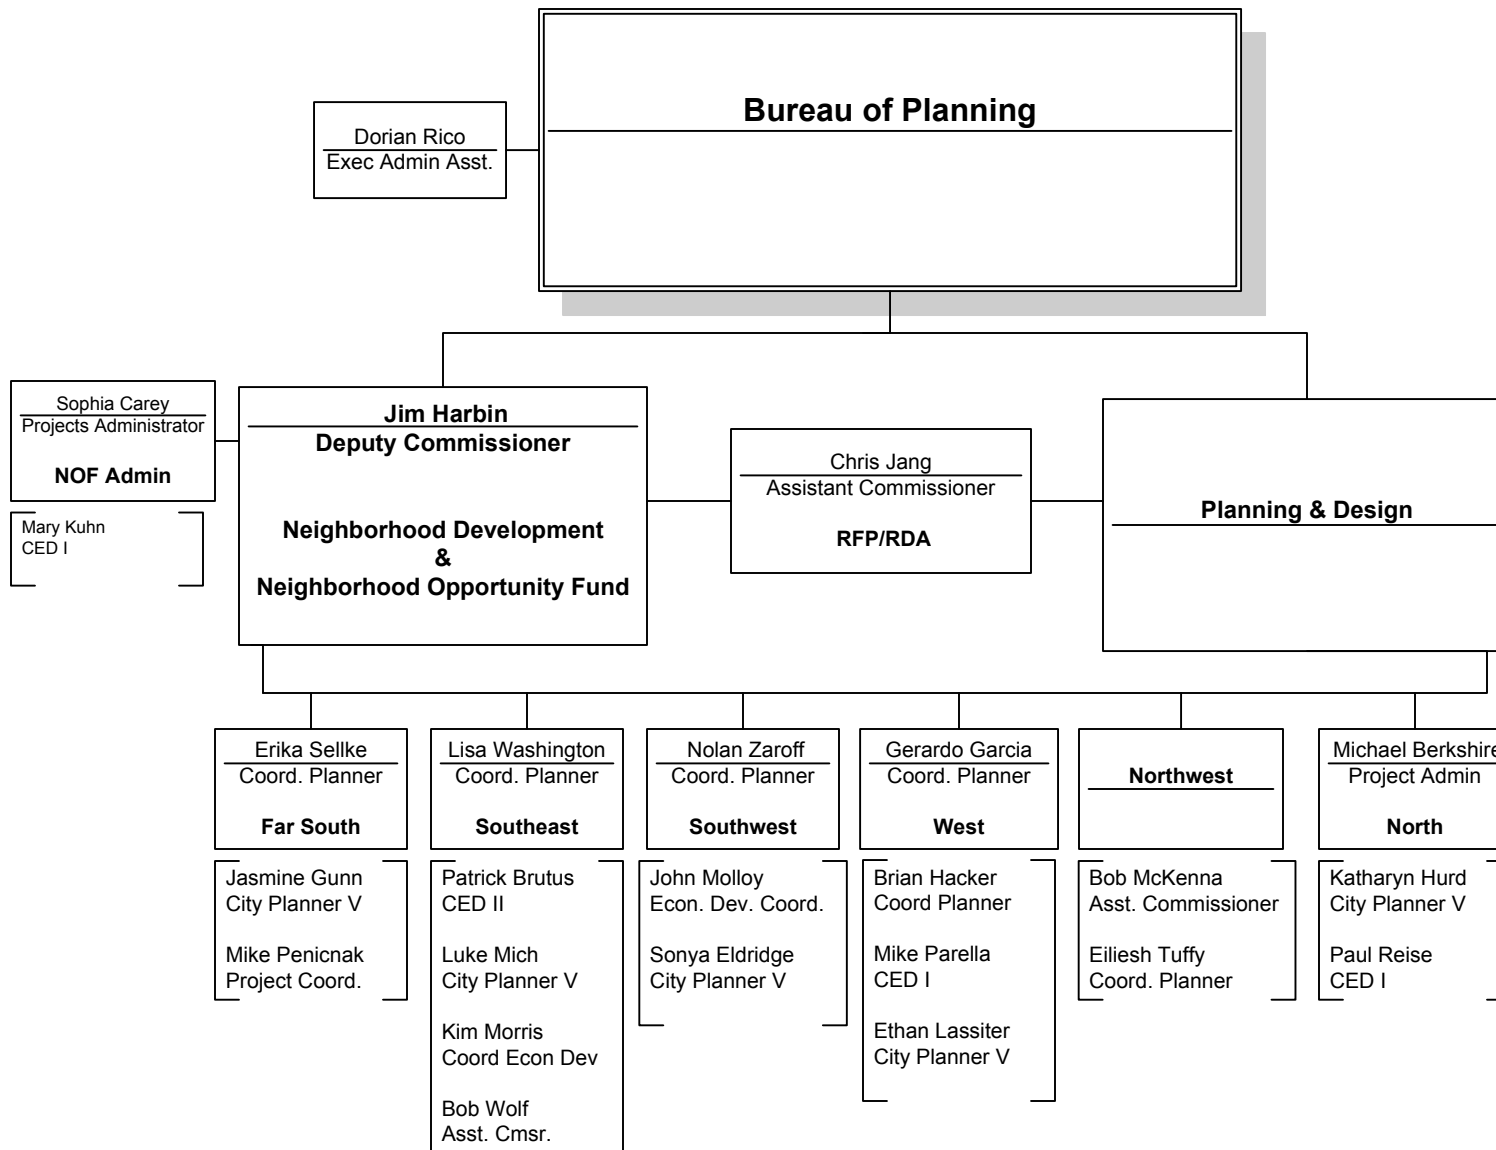 Bureau of Planning
Dorian Rico
Exec Admin Asst.
Sophia Carey
Projects Administrator
NOF Admin
Mary Kuhn
CED I
Jim Harbin
Deputy Commissioner
Neighborhood Development
&
Neighborhood Opportunity Fund
Chris Jang
Assistant Commissioner
RFP/RDA
Planning & Design
Erika Sellke
Coord. Planner
Far South
Jasmine Gunn
City Planner V
Mike Penicnak
Project Coord.
Lisa Washington
Coord. Planner
Southeast
Patrick Brutus
CED II
Luke Mich
City Planner V
Kim Morris
Coord Econ Dev
Bob Wolf
Asst. Cmsr.
Nolan Zaroff
Coord. Planner
Southwest
John Molloy
Econ. Dev. Coord.
Sonya Eldridge
City Planner V
Gerardo Garcia
Coord. Planner
West
Brian Hacker
Coord Planner
Mike Parella
CED I
Ethan Lassiter
City Planner V
Northwest
Bob McKenna
Asst. Commissioner
Eiliesh Tuffy
Coord. Planner
Michael Berkshire
Project Admin
North
Katharyn Hurd
City Planner V
Paul Reise
CED I